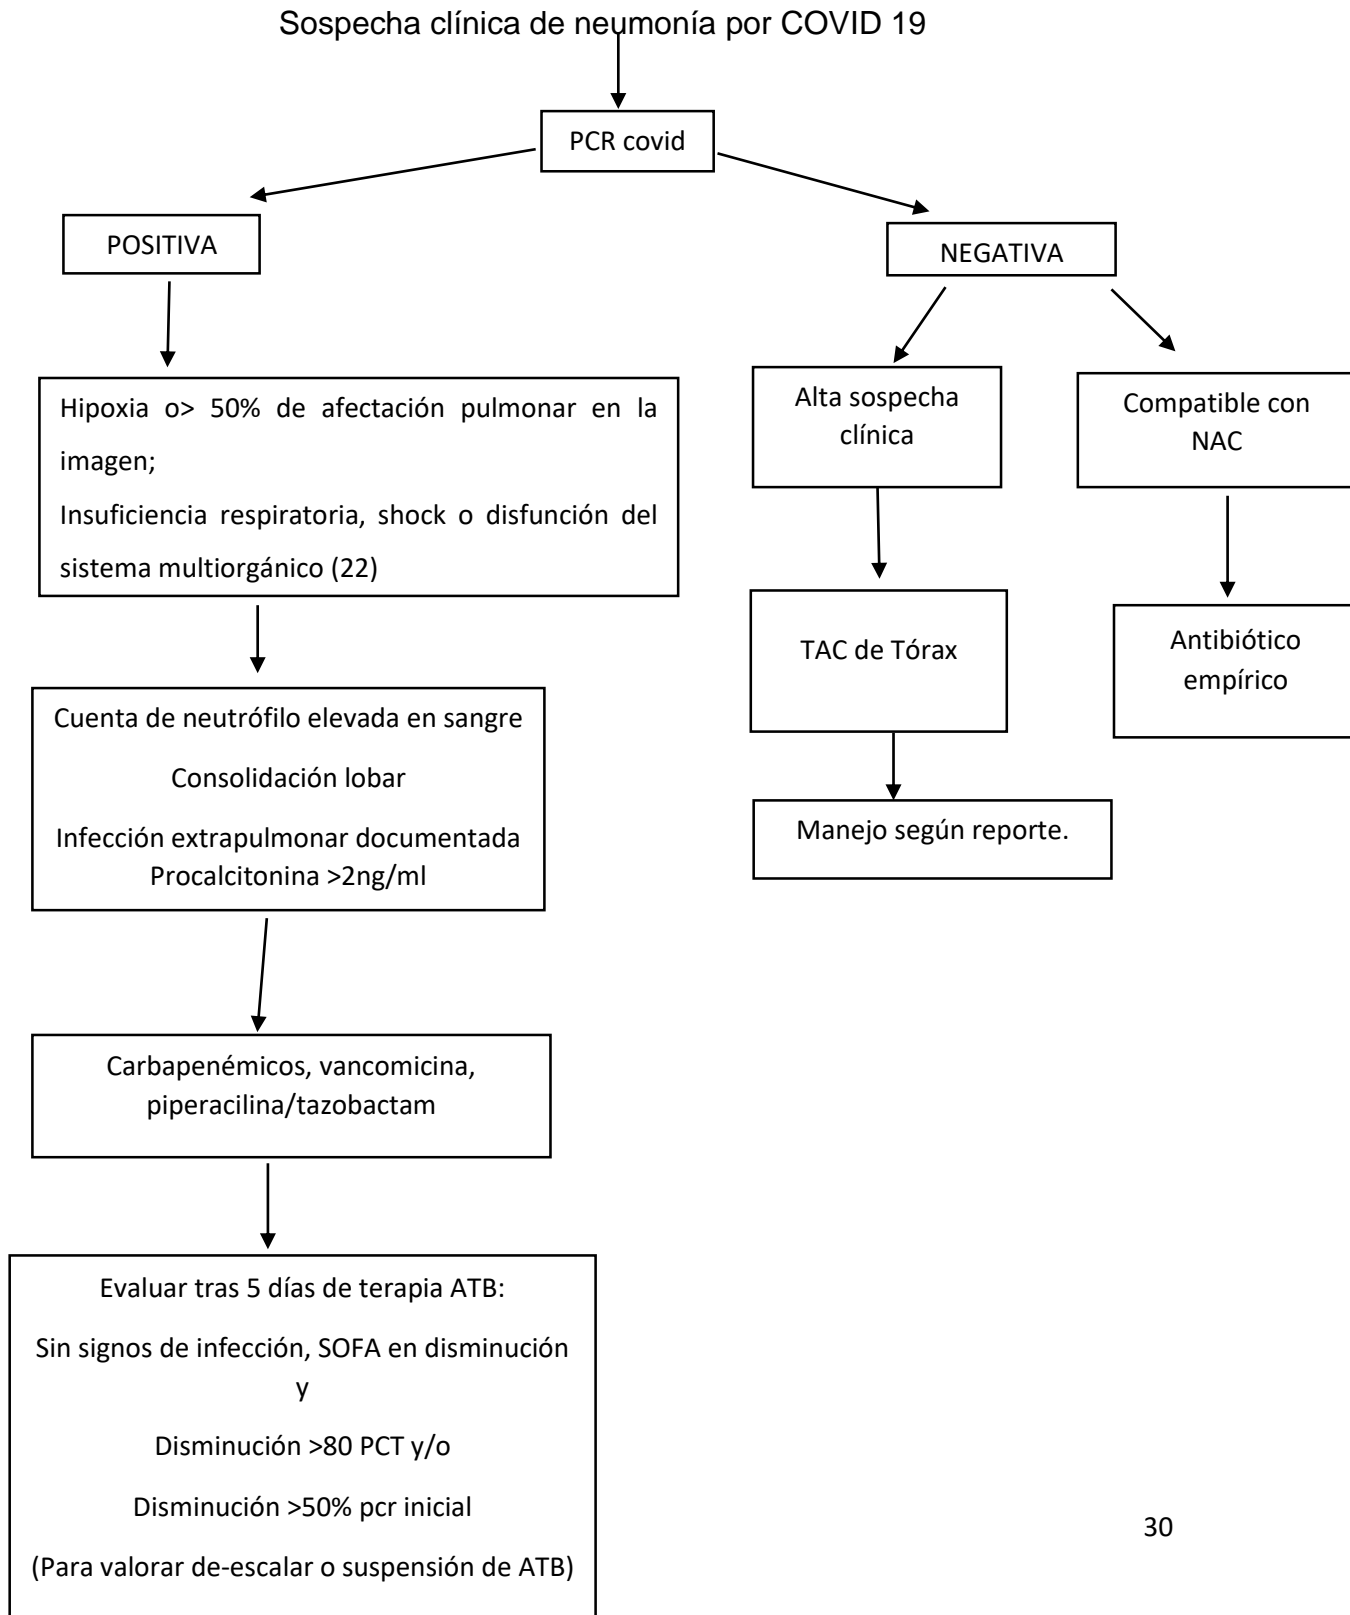 Sospecha clínica de neumonía por COVID 19
PCR covid
POSITIVA
NEGATIVA
Hipoxia o> 50% de afectación pulmonar en la
imagen;
Insuficiencia respiratoria, shock o disfunción del
sistema multiorgánico (22)
Alta sospecha
clínica
Compatible con
NAC
TAC de Tórax
Antibiótico
empírico
Cuenta de neutrófilo elevada en sangre
Consolidación lobar
Infección extrapulmonar documentada
Procalcitonina >2ng/ml
Manejo según reporte.
Carbapenémicos, vancomicina,
piperacilina/tazobactam
Evaluar tras 5 días de terapia ATB:
Sin signos de infección, SOFA en disminución
y
Disminución >80 PCT y/o
Disminución >50% pcr inicial
(Para valorar de-escalar o suspensión de ATB)
30